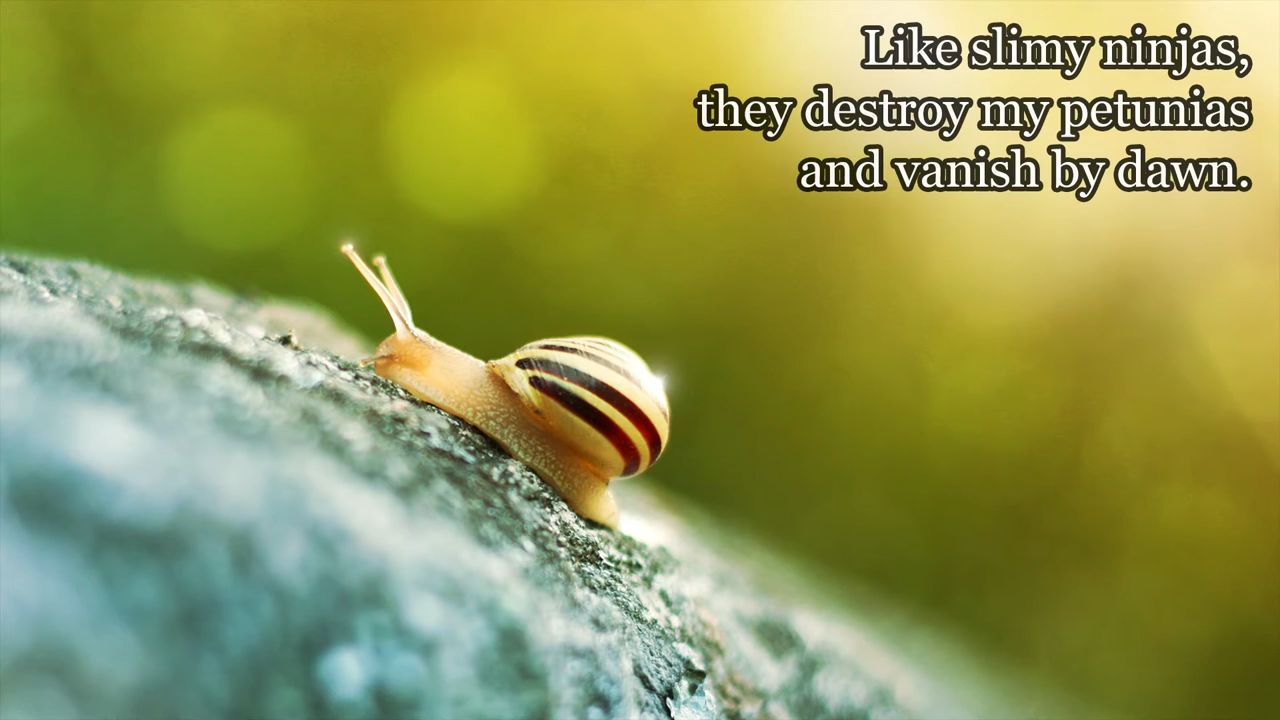 Like slimy ninjas,
they destroy my petunias
and vanish by dawn.